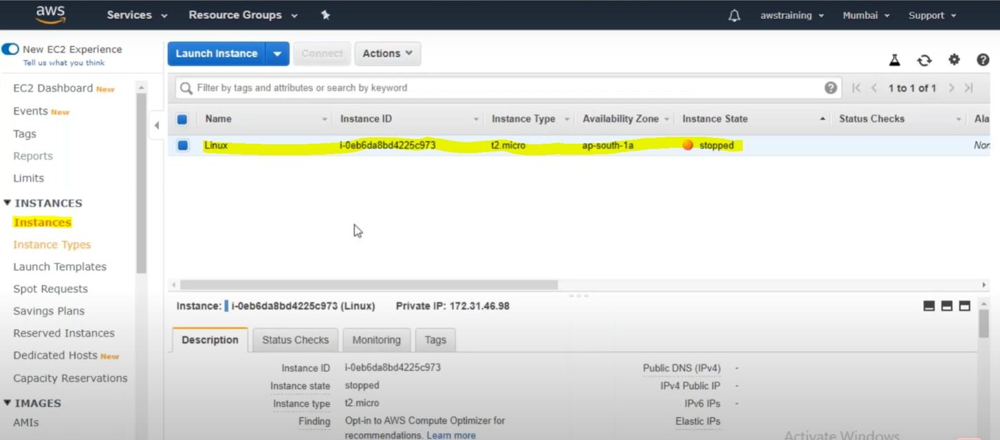 aws Services Resource Groups awstraining Mumbai Support
New EC2 Experience
Tell us what you think
EC2 Dashboard New
Events New
Tags
Reports
Limits
INSTANCES
Instances
Instance Types
Launch Templates
Spot Requests
Savings Plans
Reserved Instances
Dedicated Hosts New
Capacity Reservations
IMAGES
AMIs
Launch Instance Connect Actions
Filter by tags and attributes or search by keyword 1 to 1 of 1
Name Instance ID Instance Type Availability Zone Instance State Status Checks Ala
Linux i-0eb6da8bd4225c973 t2.micro ap-south-1a stopped Non
Instance: i-0eb6da8bd4225c973 (Linux) Private IP: 172.31.46.98
Description Status Checks Monitoring Tags
Instance ID i-0eb6da8bd4225c973 Public DNS (IPv4) -
Instance state stopped IPv4 Public IP -
Instance type t2.micro IPv6 IPs -
Finding Opt-in to AWS Compute Optimizer for Elastic IPs
recommendations. Learn more
Activate Windows